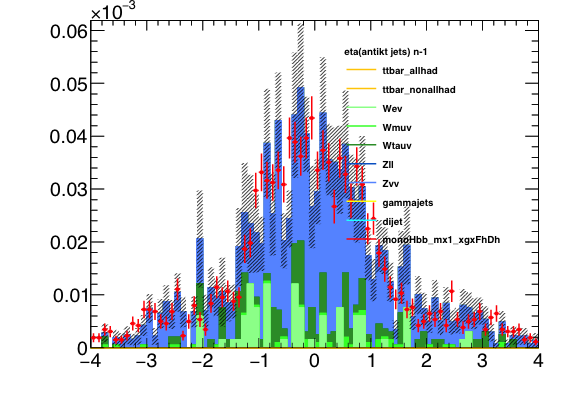 ×10⁻³
0.06
0.05
0.04
0.03
0.02
0.01
0
−4 −3 −2 −1 0 1 2 3 4
eta(antikt jets) n-1
ttbar_allhad
ttbar_nonallhad
Wev
Wmuv
Wtauv
Zll
Zvv
gammajets
dijet
monoHbb_mx1_xgxFhDh